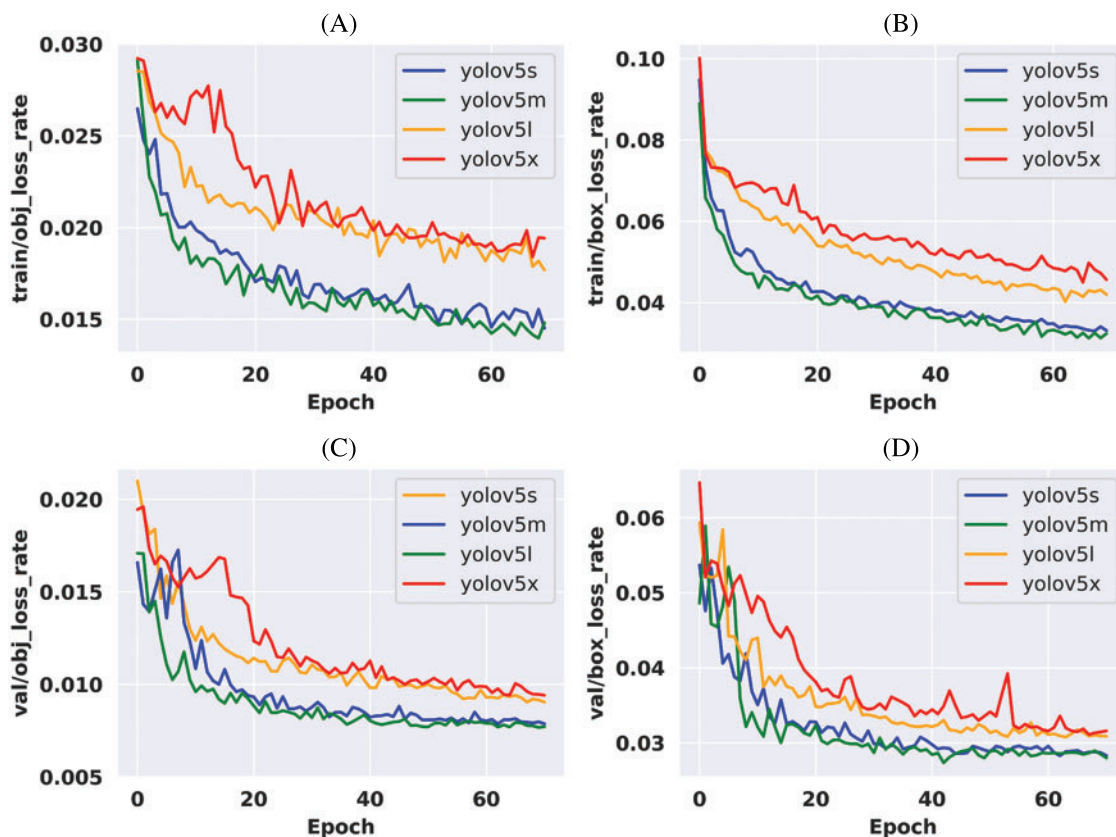 (A)
0.030
0.025
0.020
0.015
train/obj_loss_rate
yolov5s
yolov5m
yolov5l
yolov5x
0
20
40
60
Epoch
(B)
0.10
0.08
0.06
0.04
train/box_loss_rate
yolov5s
yolov5m
yolov5l
yolov5x
0
20
40
60
Epoch
(C)
0.020
0.015
0.010
0.005
val/obj_loss_rate
yolov5s
yolov5m
yolov5l
yolov5x
0
20
40
60
Epoch
(D)
0.06
0.05
0.04
0.03
val/box_loss_rate
yolov5s
yolov5m
yolov5l
yolov5x
0
20
40
60
Epoch